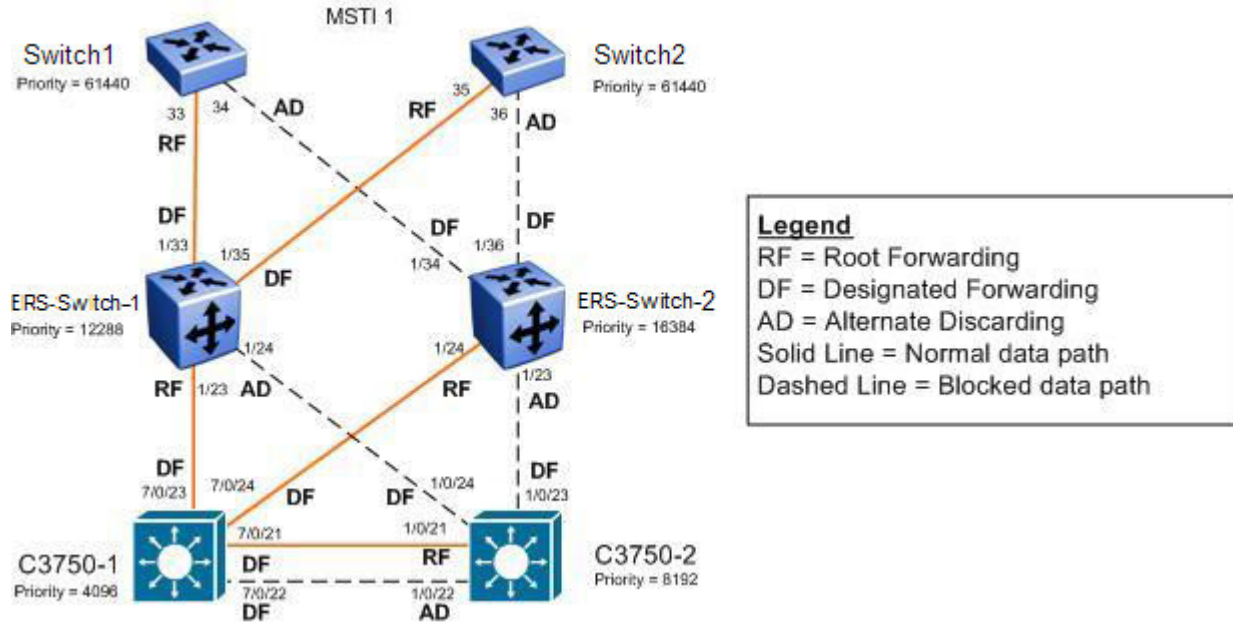 MSTI 1
Switch1
Priority = 61440
Switch2
Priority = 61440
33
34
AD
RF
35
RF
36
AD
DF
1/33
1/35
DF
DF
1/34
1/36
DF
ERS-Switch-1
Priority = 12288
ERS-Switch-2
Priority = 16384
1/24
RF
1/23
AD
1/24
RF
1/23
AD
DF
7/0/23
7/0/24
DF
DF
1/0/24
DF
1/0/23
7/0/21
1/0/21
C3750-1
Priority = 4096
DF
RF
7/0/22
DF
1/0/22
AD
C3750-2
Priority = 8192
Legend
RF = Root Forwarding
DF = Designated Forwarding
AD = Alternate Discarding
Solid Line = Normal data path
Dashed Line = Blocked data path